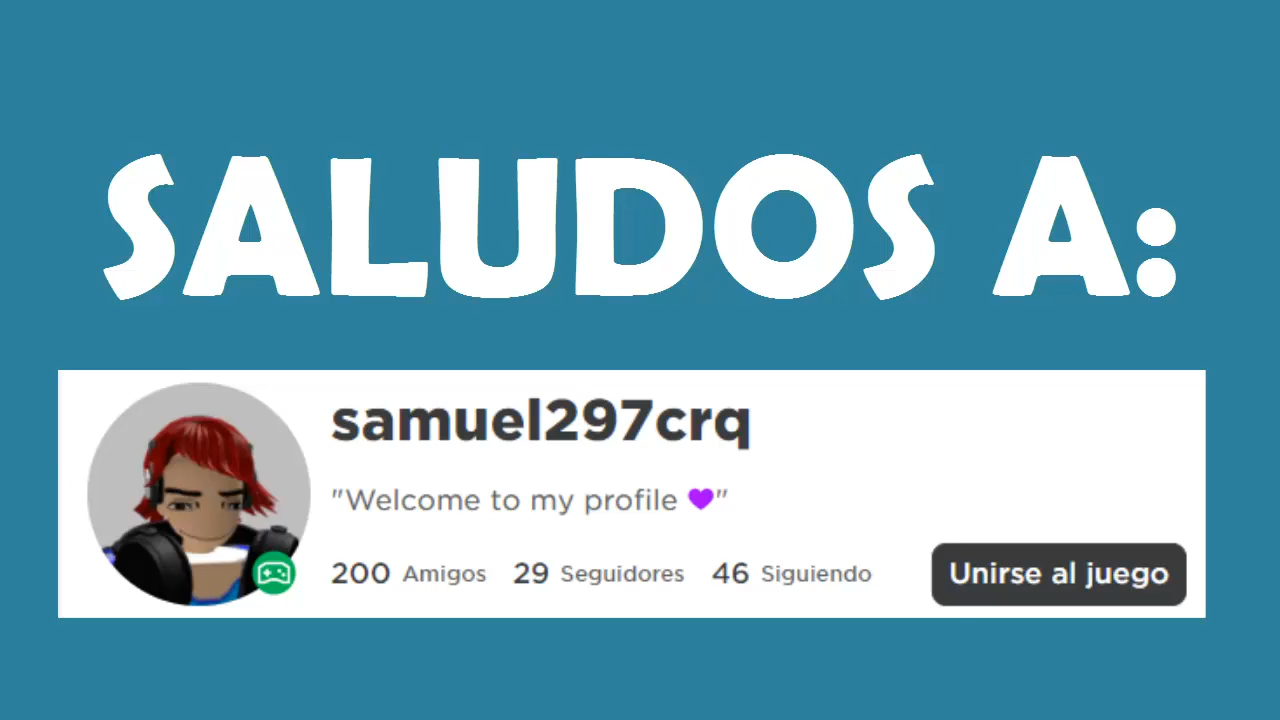 SALUDOS A:
samuel297crq
"Welcome to my profile 💜"
200 Amigos 29 Seguidores 46 Siguiendo
Unirse al juego